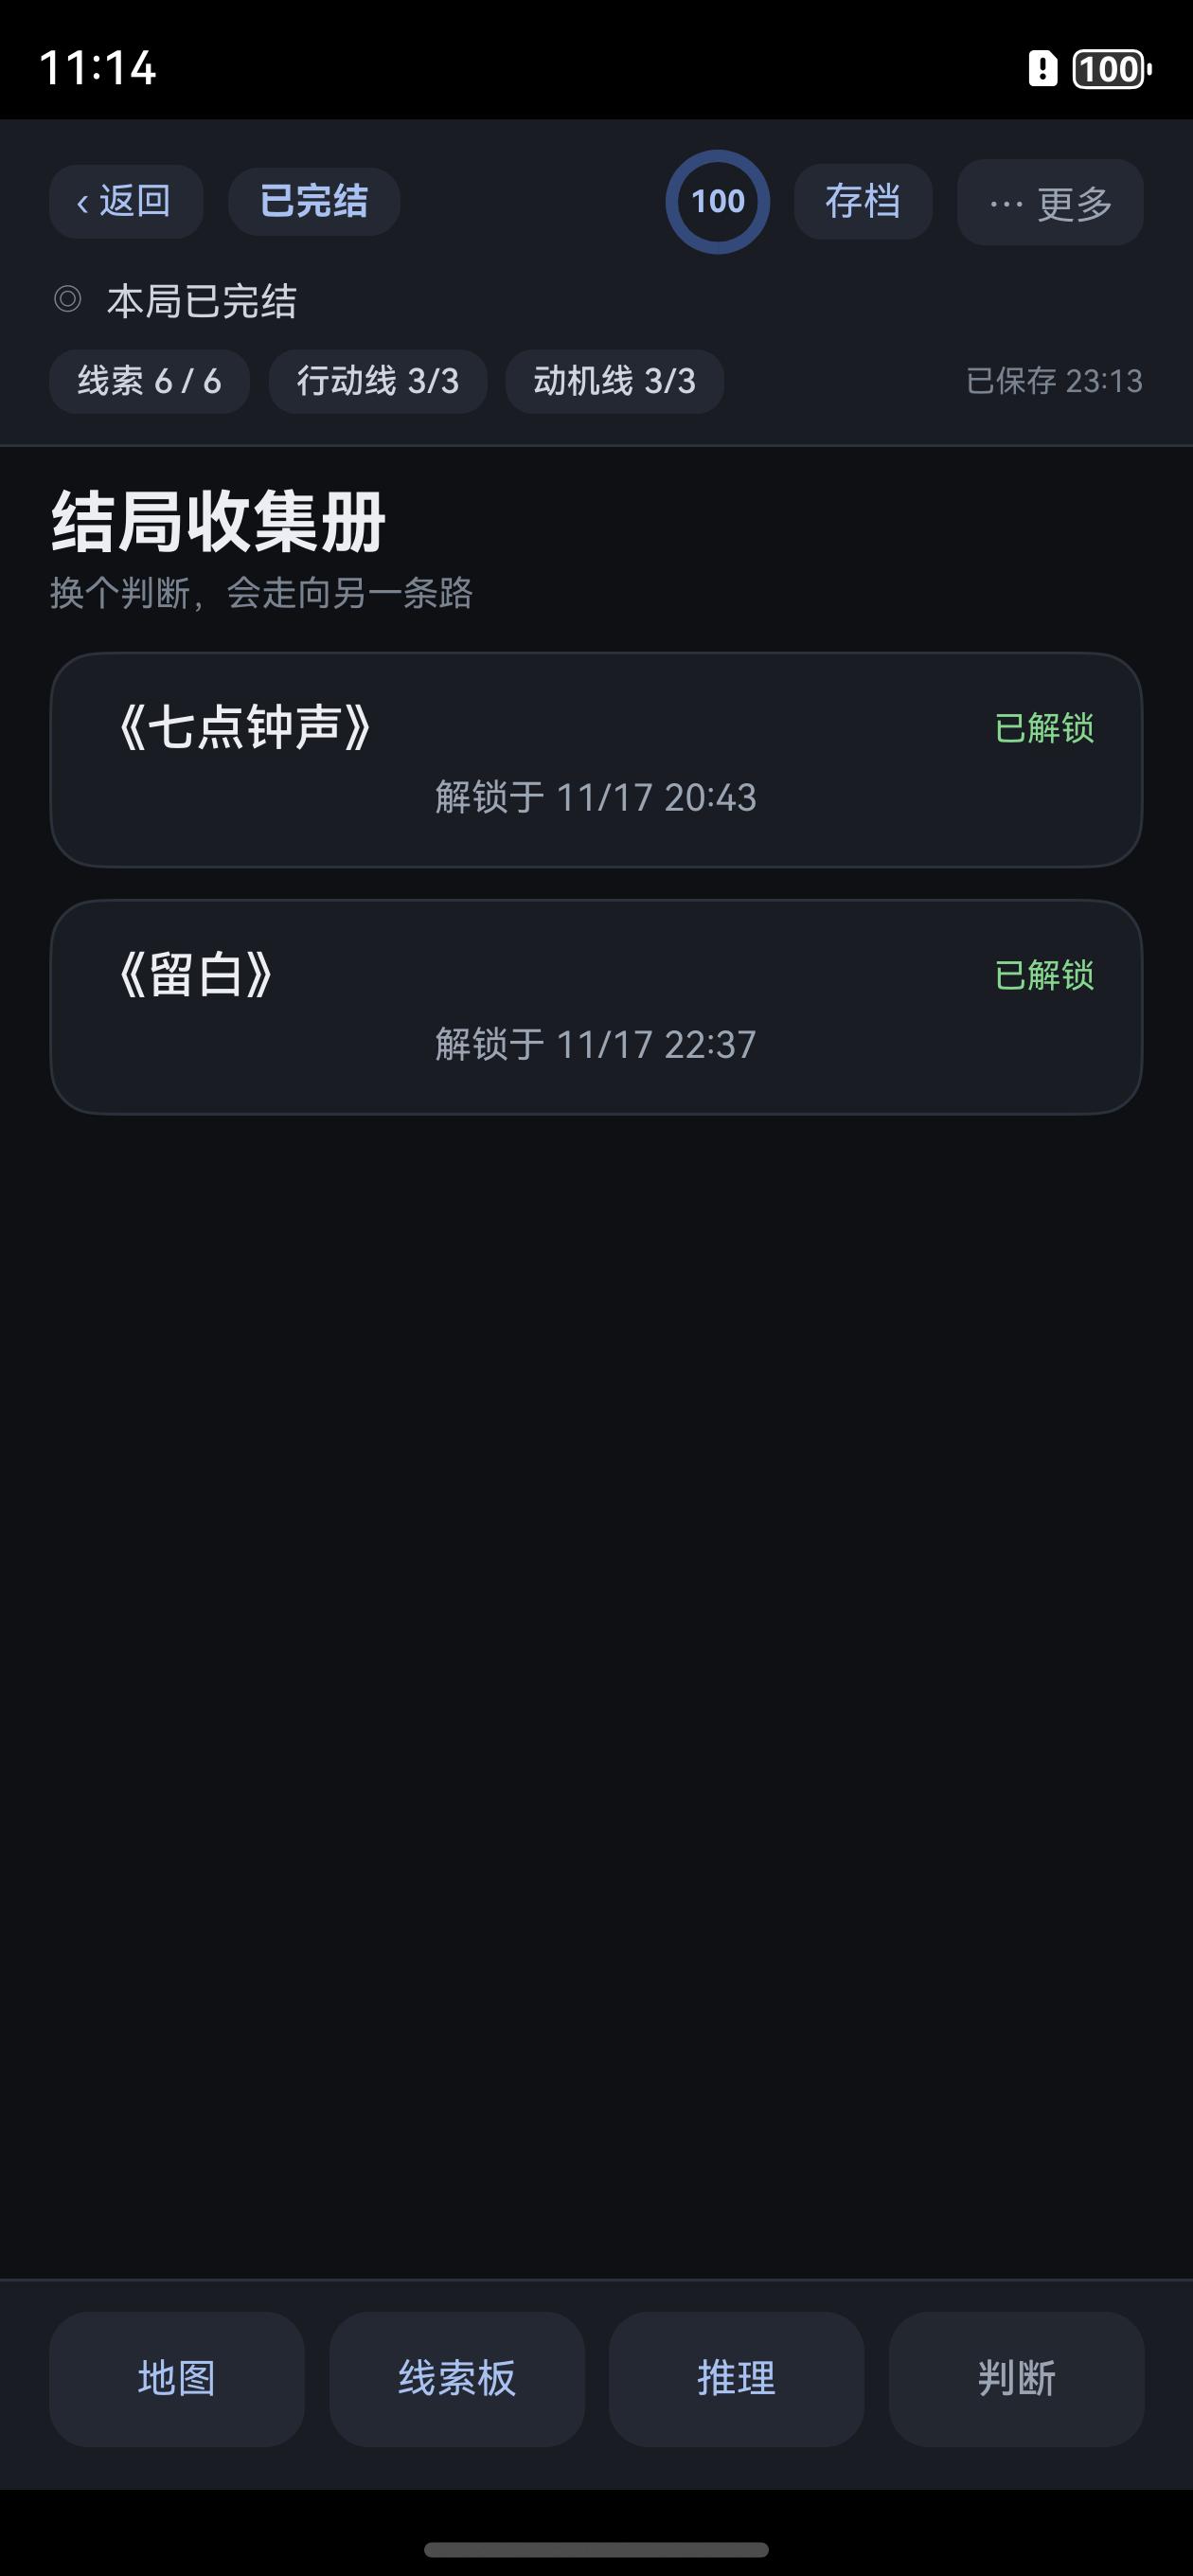 11:14
100
‹ 返回 已完结 100 存档 ··· 更多
◎ 本局已完结
线索 6 / 6 行动线 3/3 动机线 3/3 已保存 23:13
结局收集册
换个判断，会走向另一条路
《七点钟声》 已解锁
解锁于 11/17 20:43
《留白》 已解锁
解锁于 11/17 22:37
地图 线索板 推理 判断